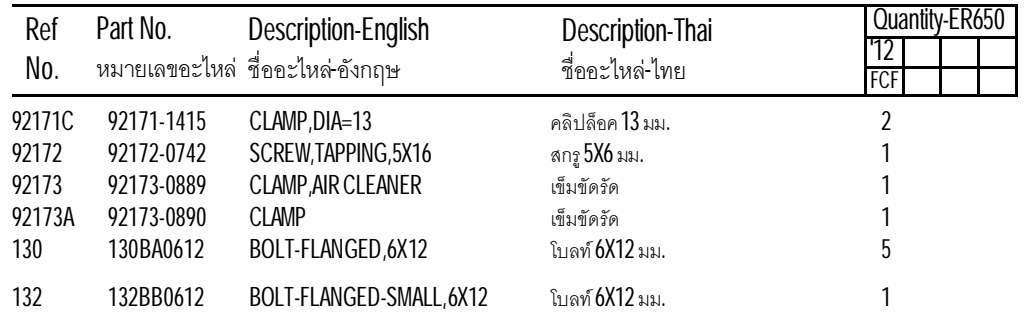 Ref Part No. Description-English Description-Thai Quantity-ER650
No. หมายเลขอะไหล่ ชื่ออะไหล่-อังกฤษ ชื่ออะไหล่-ไทย '12
FCF
92171C 92171-1415 CLAMP,DIA=13 คลิปล็อค 13 มม. 2
92172 92172-0742 SCREW,TAPPING,5X16 สกรู 5X6 มม. 1
92173 92173-0889 CLAMP,AIR CLEANER เข็มขัดรัด 1
92173A 92173-0890 CLAMP เข็มขัดรัด 1
130 130BA0612 BOLT-FLANGED,6X12 โบลท์ 6X12 มม. 5
132 132BB0612 BOLT-FLANGED-SMALL,6X12 โบลท์ 6X12 มม. 1